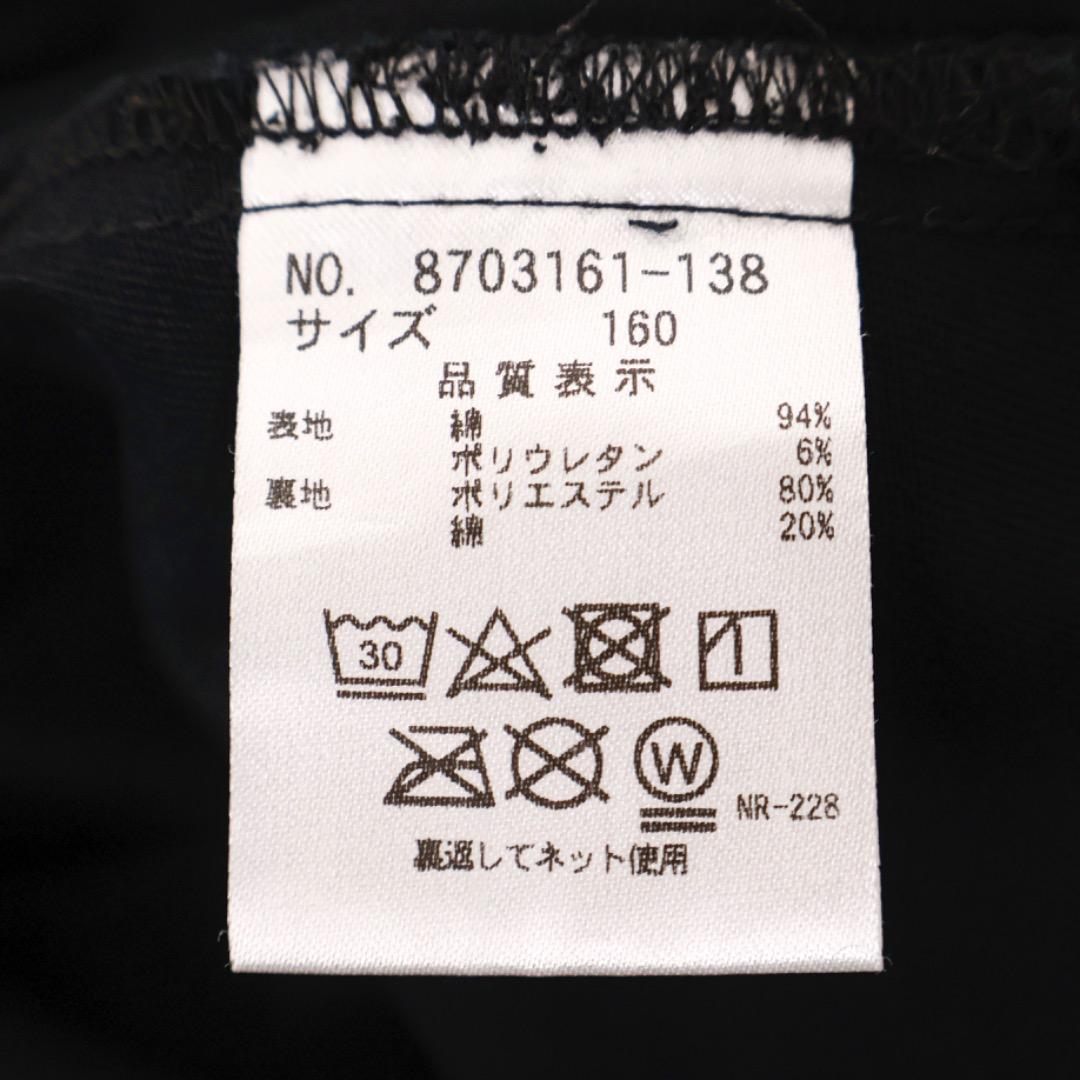 NO. 8703161-138
サイズ 160
品質表示
表地 綿 94%
ポリウレタン 6%
裏地 ポリエステル 80%
綿 20%
30
W NR-228
裏返してネット使用